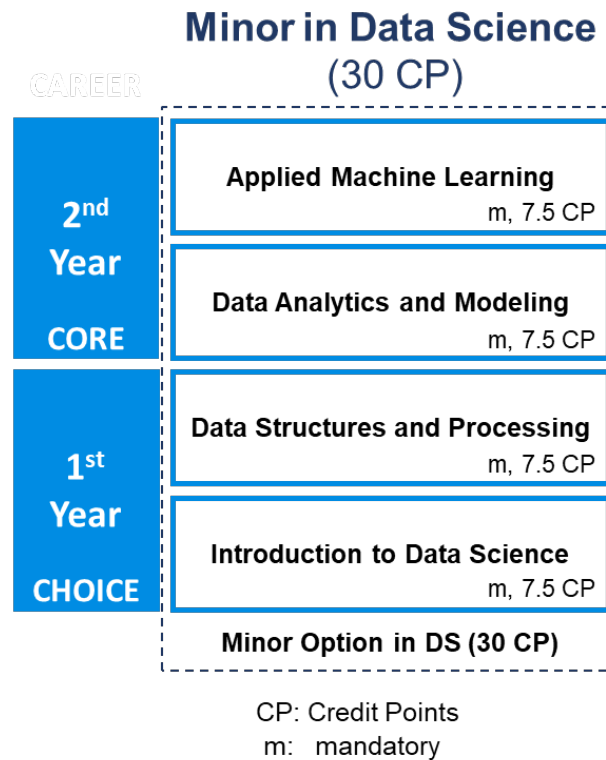 Minor in Data Science
(30 CP)
CAREER
2nd
Year
CORE
Applied Machine Learning
m, 7.5 CP
Data Analytics and Modeling
m, 7.5 CP
1st
Year
CHOICE
Data Structures and Processing
m, 7.5 CP
Introduction to Data Science
m, 7.5 CP
Minor Option in DS (30 CP)
CP: Credit Points
m: mandatory